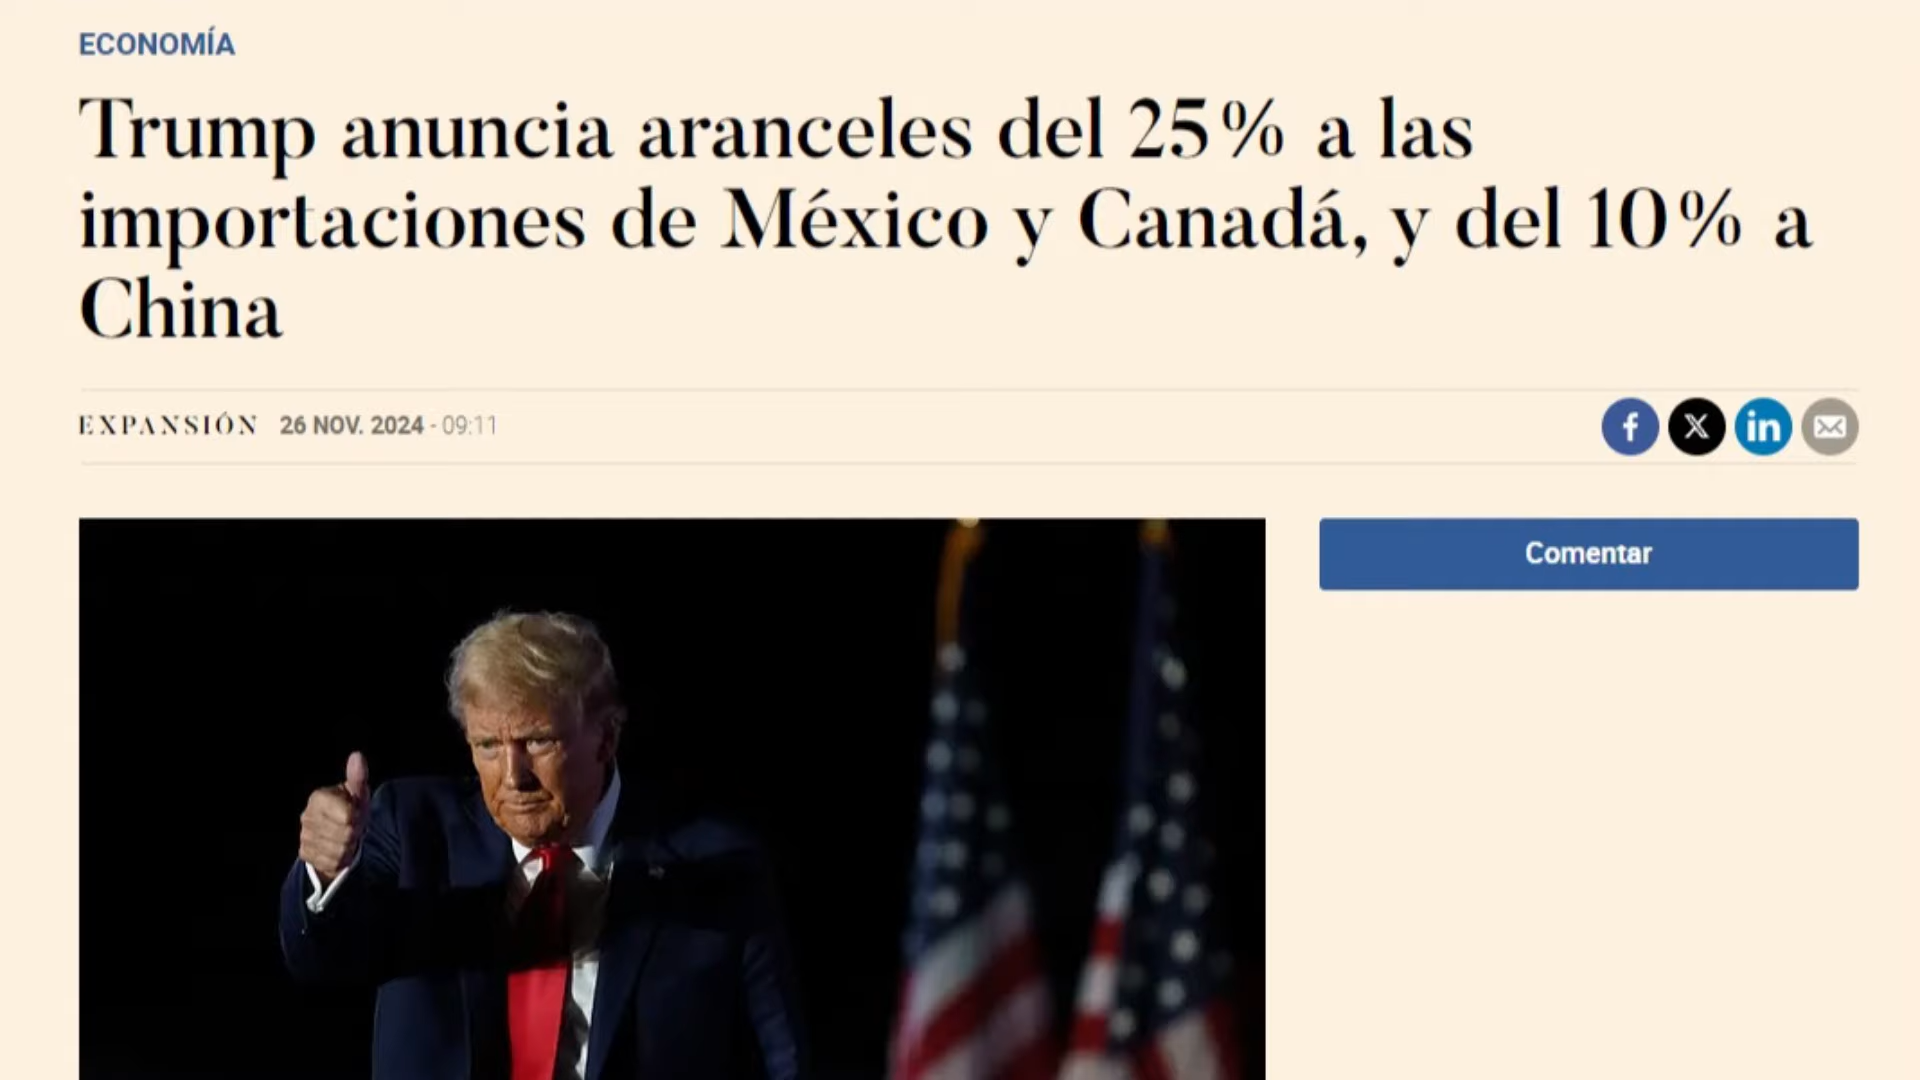 ECONOMÍA
Trump anuncia aranceles del 25% a las
importaciones de México y Canadá, y del 10% a
China
EXPANSIÓN 26 NOV. 2024 - 09:11
f X in
Comentar